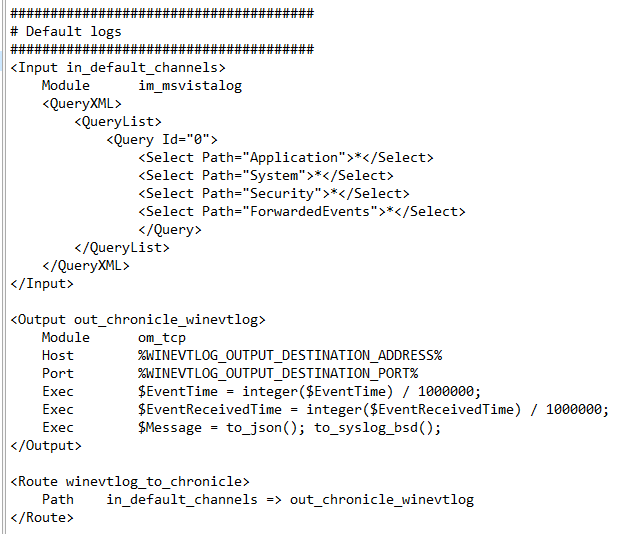 ######################################
# Default logs
######################################
<Input in_default_channels>
    Module      im_msvistalog
    <QueryXML>
        <QueryList>
            <Query Id="0">
                <Select Path="Application">*</Select>
                <Select Path="System">*</Select>
                <Select Path="Security">*</Select>
                <Select Path="ForwardedEvents">*</Select>
                </Query>
        </QueryList>
    </QueryXML>
</Input>

<Output out_chronicle_winevtlog>
    Module      om_tcp
    Host        %WINEVTLOG_OUTPUT_DESTINATION_ADDRESS%
    Port        %WINEVTLOG_OUTPUT_DESTINATION_PORT%
    Exec        $EventTime = integer($EventTime) / 1000000;
    Exec        $EventReceivedTime = integer($EventReceivedTime) / 1000000;
    Exec        $Message = to_json(); to_syslog_bsd();
</Output>

<Route winevtlog_to_chronicle>
    Path    in_default_channels => out_chronicle_winevtlog
</Route>